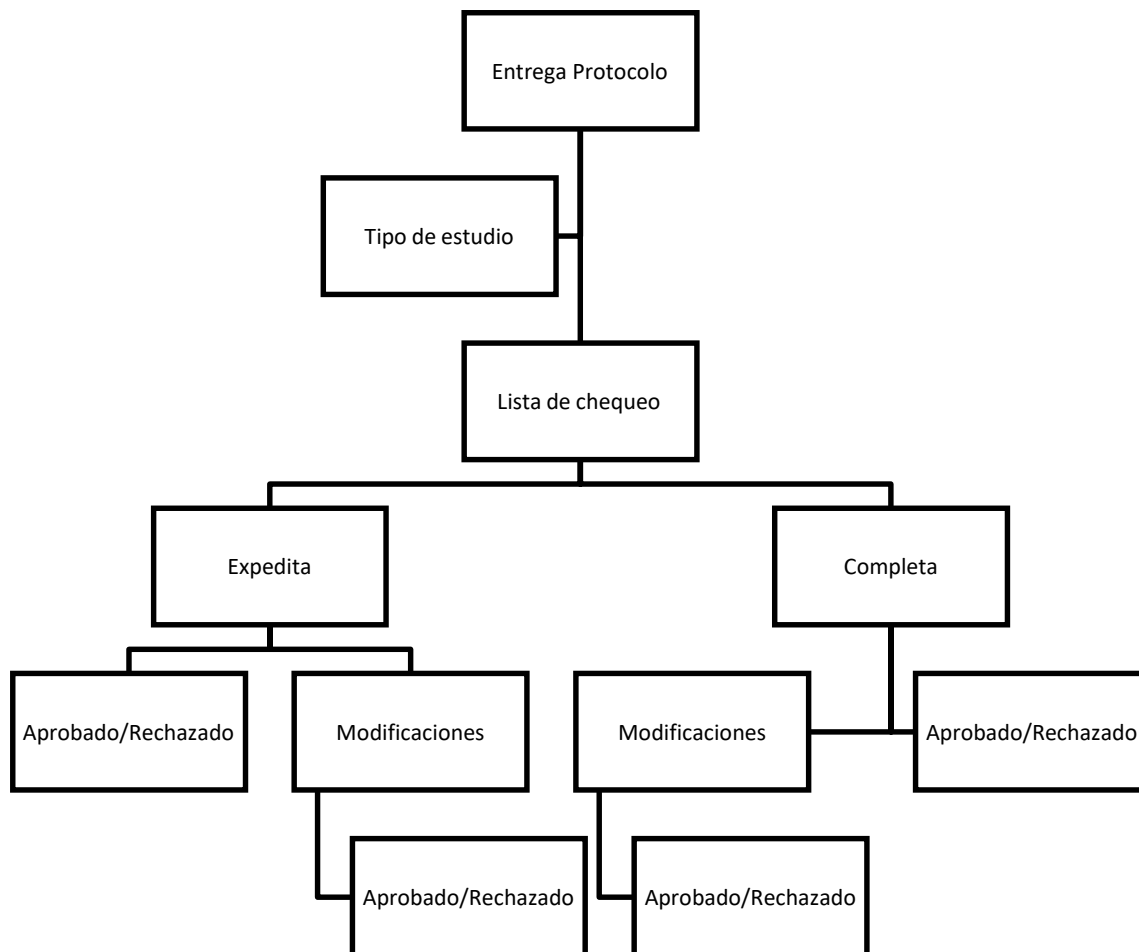 Entrega Protocolo
Tipo de estudio
Lista de chequeo
Expedita
Completa
Aprobado/Rechazado
Modificaciones
Modificaciones
Aprobado/Rechazado
Aprobado/Rechazado
Aprobado/Rechazado